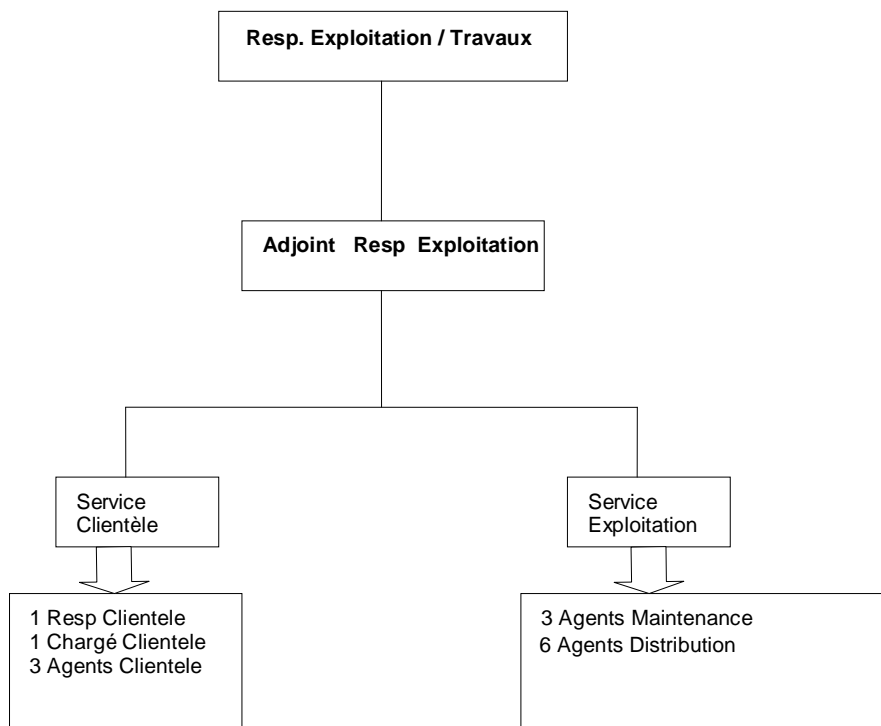 Resp. Exploitation / Travaux
Adjoint Resp Exploitation
Service
Clientèle
Service
Exploitation
1 Resp Clientele
1 Chargé Clientele
3 Agents Clientele
3 Agents Maintenance
6 Agents Distribution